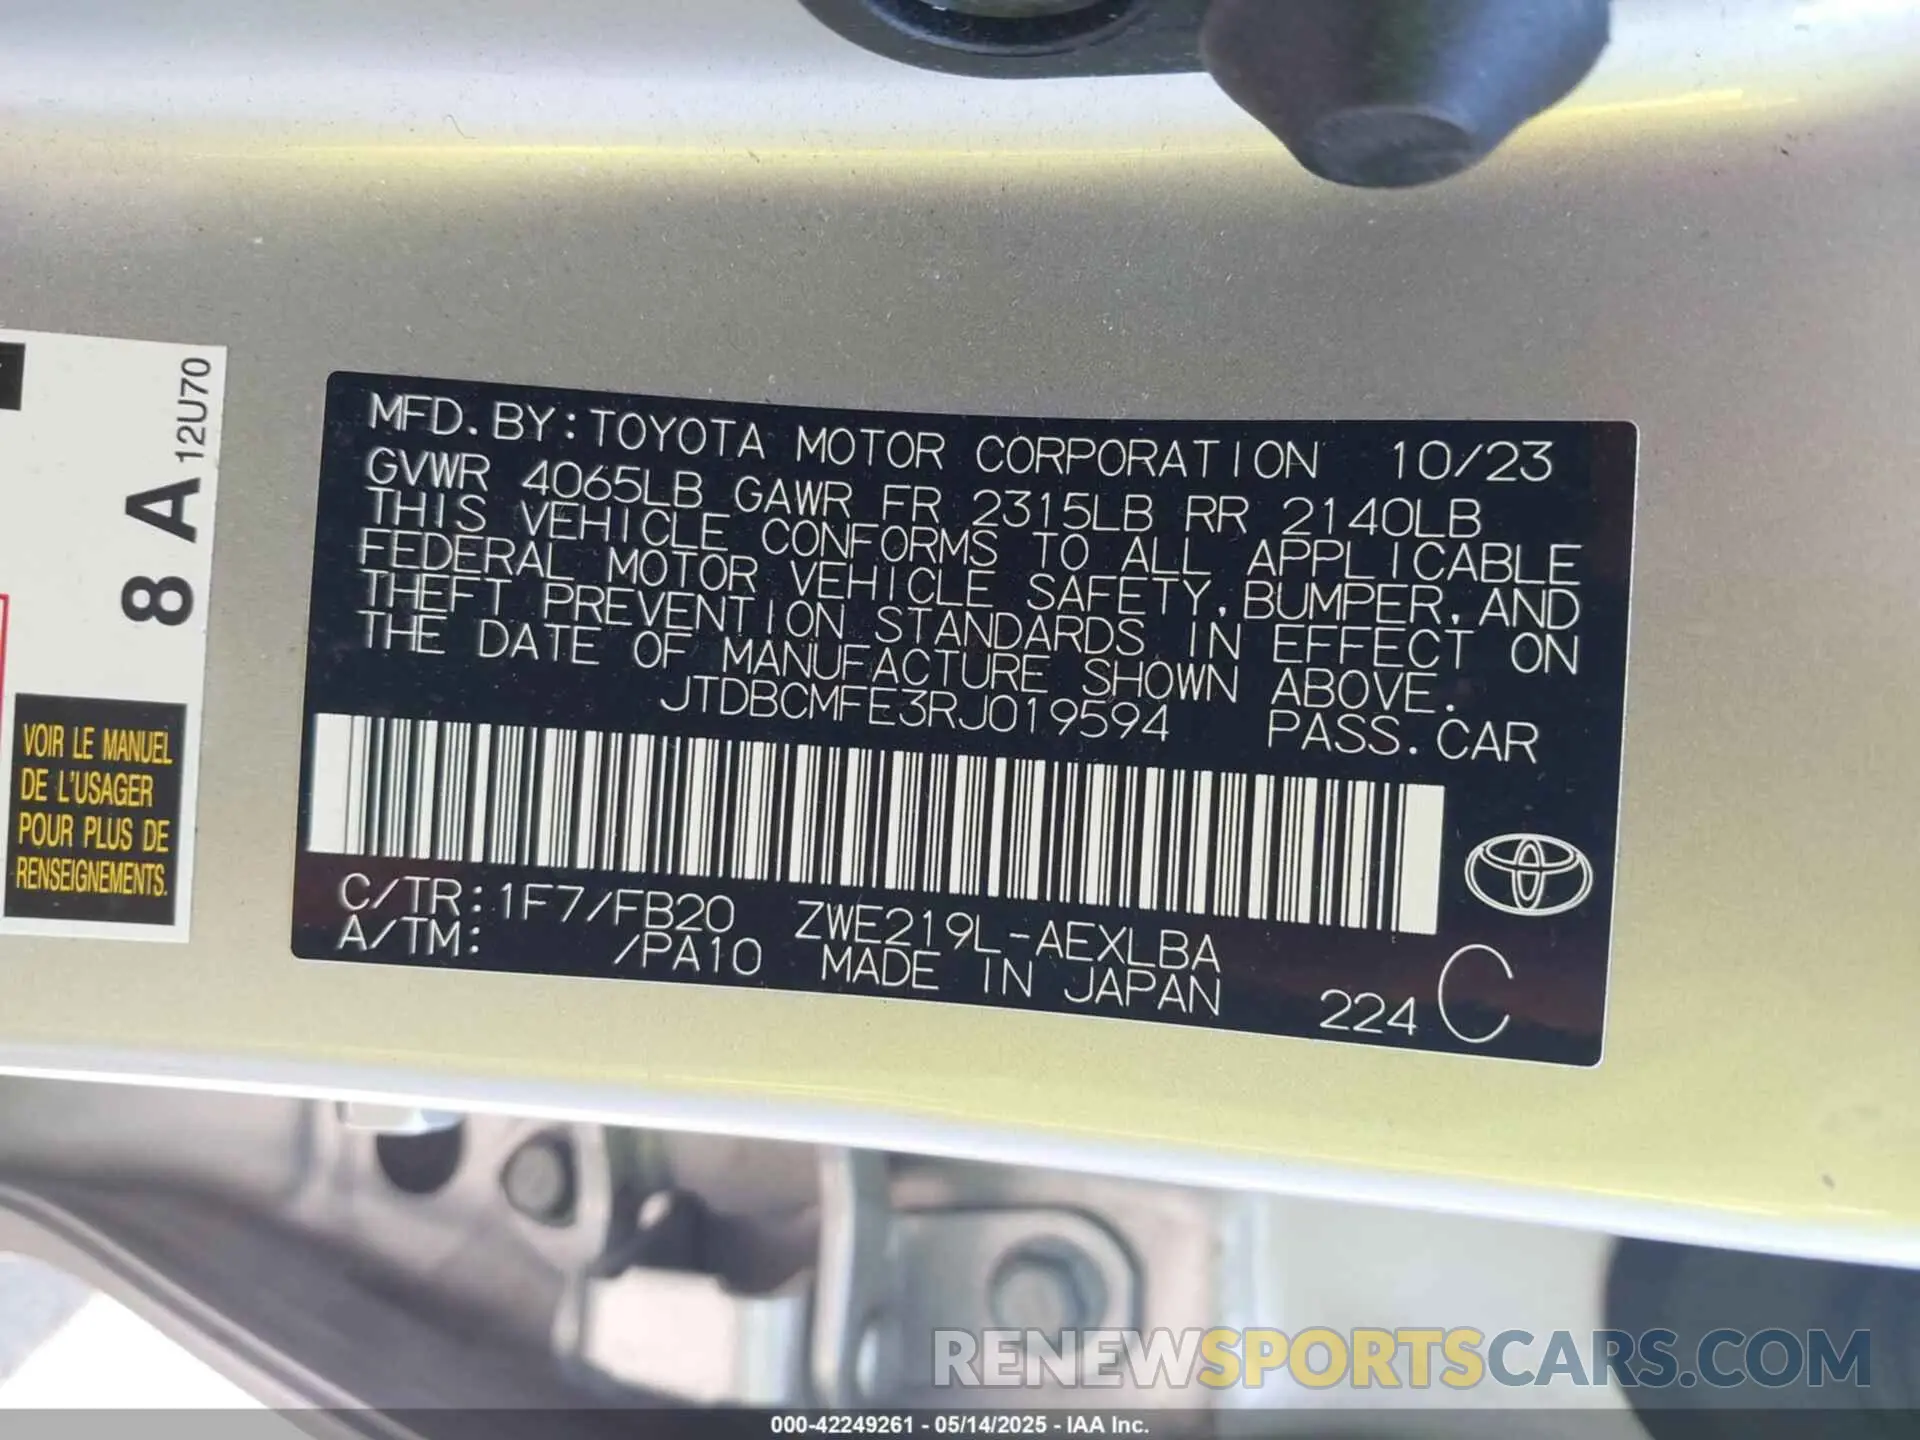 MFD. BY: TOYOTA MOTOR CORPORATION 10/23
GVWR 4065LB GAWR FR 2315LB RR 2140LB
THIS VEHICLE CONFORMS TO ALL APPLICABLE
FEDERAL MOTOR VEHICLE SAFETY, BUMPER, AND
THEFT PREVENTION STANDARDS IN EFFECT ON
THE DATE OF MANUFACTURE SHOWN ABOVE.
JTDBCMFE3RJ019594 PASS. CAR
C/TR: 1F7/FB20 ZWE219L-AEXLBA
A/TM: /PA10 MADE IN JAPAN 224 C
8 A 12U70
VOIR LE MANUEL
DE L'USAGER
POUR PLUS DE
RENSEIGNEMENTS.
RENEWSPORTSCARS.COM
000-42249261 - 05/14/2025 - IAA Inc.